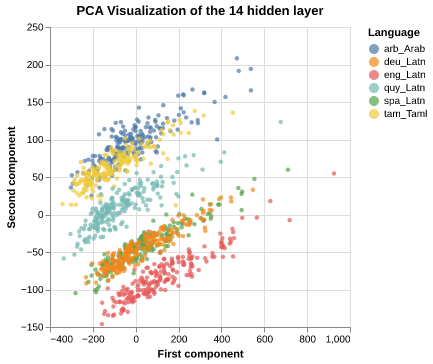 PCA Visualization of the 14 hidden layer
Language
arb_Arab
deu_Latn
eng_Latn
quy_Latn
spa_Latn
tam_Taml
Second component
250
200
150
100
50
0
−50
−100
−150
−400 −200 0 200 400 600 800 1,000
First component